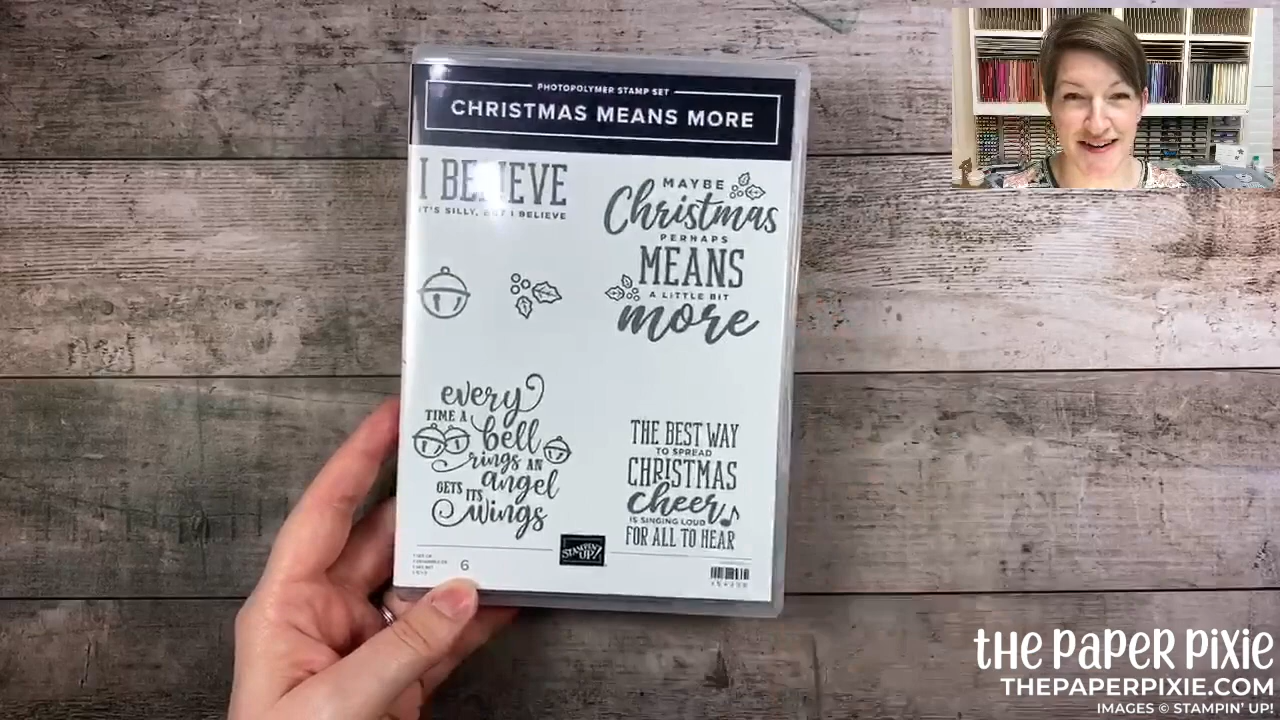 PHOTOPOLYMER STAMP SET
CHRISTMAS MEANS MORE
I BELIEVE
IT'S SILLY, BUT I BELIEVE
MAYBE
Christmas
PERHAPS
MEANS
A LITTLE BIT
more
every
TIME A
bell
rings AN
angel
GETS ITS
wings
THE BEST WAY
TO SPREAD
CHRISTMAS
cheer
IS SINGING LOUD
FOR ALL TO HEAR
STAMPIN' UP!
6
the PAPER PIXIE
THEPAPERPIXIE.COM
IMAGES © STAMPIN' UP!